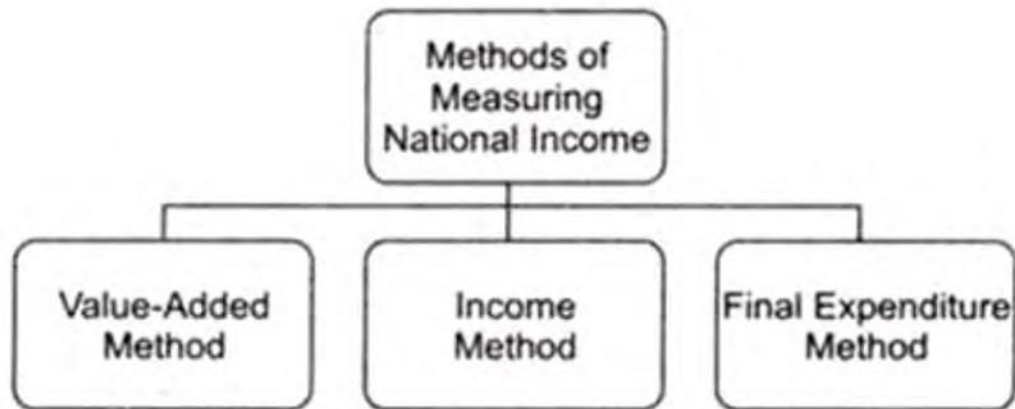 Methods of
Measuring
National Income
Value-Added
Method
Income
Method
Final Expenditure
Method